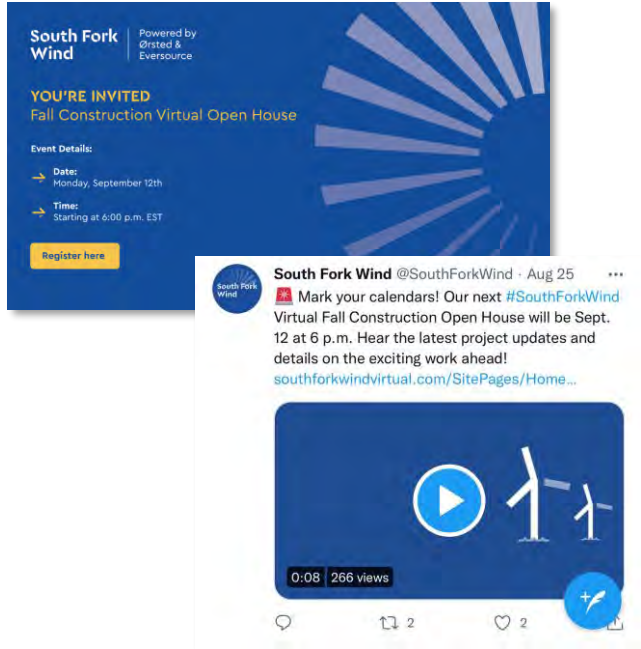 South Fork
Wind
Powered by
Ørsted &
Eversource
YOU'RE INVITED
Fall Construction Virtual Open House
Event Details:
→ Date:
Monday, September 12th
→ Time:
Starting at 6:00 p.m. EST
Register here
South Fork
Wind
South Fork Wind @SouthForkWind · Aug 25 ...
🚨 Mark your calendars! Our next #SouthForkWind
Virtual Fall Construction Open House will be Sept.
12 at 6 p.m. Hear the latest project updates and
details on the exciting work ahead!
southforkwindvirtual.com/SitePages/Home...
0:08 266 views
2 2